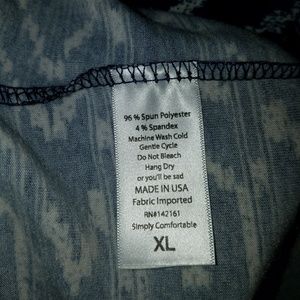 96 % Spun Polyester
4 % Spandex
Machine Wash Cold
Gentle Cycle
Do Not Bleach
Hang Dry
or you'll be sad
MADE IN USA
Fabric Imported
RN#142161
Simply Comfortable
XL